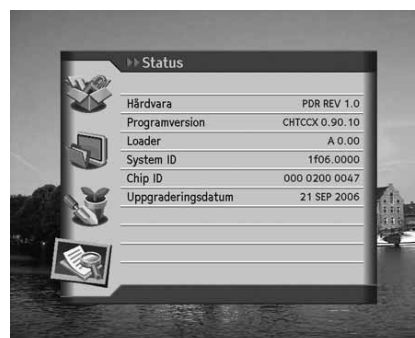 Status
Hårdvara PDR REV 1.0
Programversion CHTCCX 0.90.10
Loader A 0.00
System ID 1f06.0000
Chip ID 000 0200 0047
Uppgraderingsdatum 21 SEP 2006